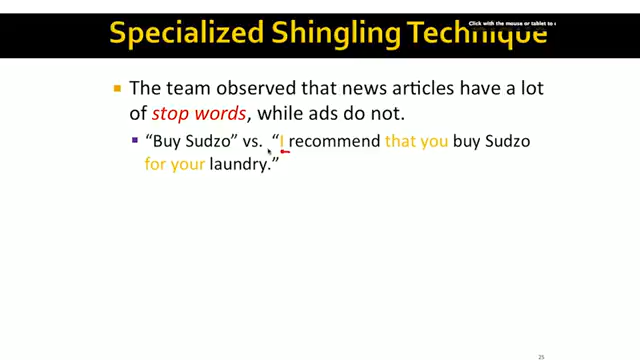 Click with the mouse or tablet to
Specialized Shingling Technique
The team observed that news articles have a lot
of stop words, while ads do not.
“Buy Sudzo” vs. “I recommend that you buy Sudzo
for your laundry.”
25